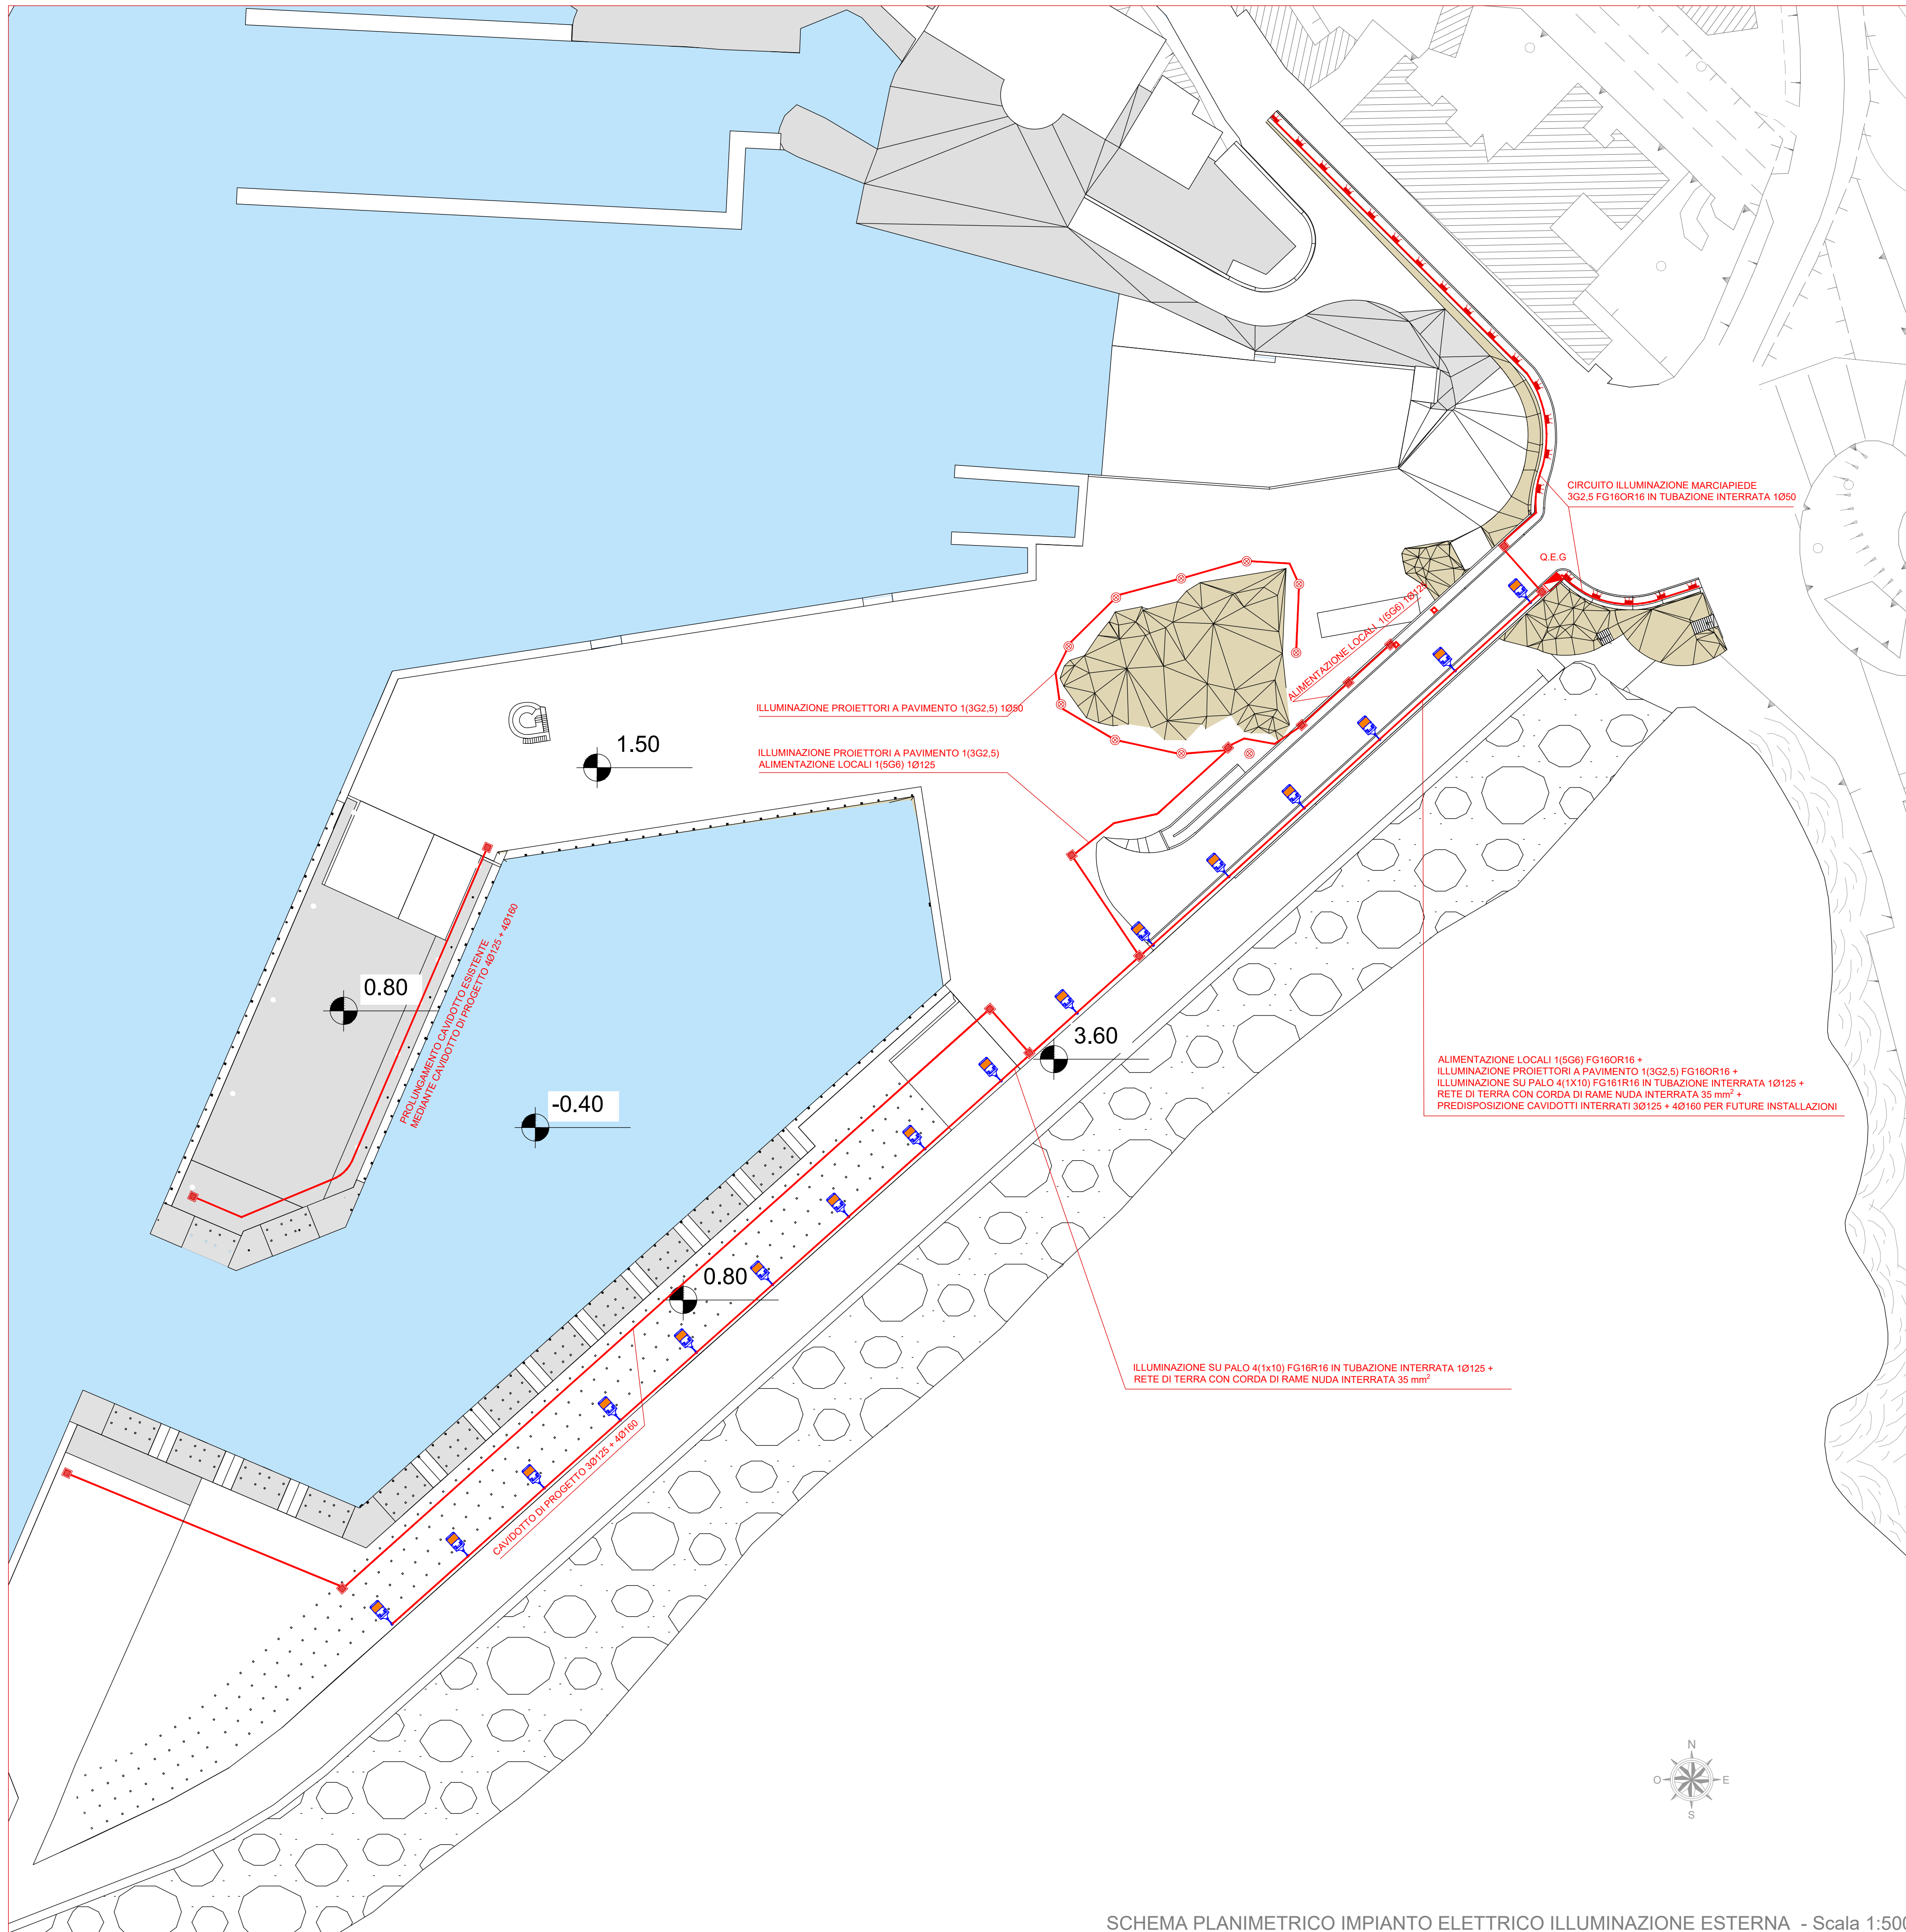 CIRCUITO ILLUMINAZIONE MARCIAPIEDE
3G2,5 FG16OR16 IN TUBAZIONE INTERRATA 1Ø50
Q.E.G
ALIMENTAZIONE LOCALI 1(5G6) 1Ø125
ILLUMINAZIONE PROIETTORI A PAVIMENTO 1(3G2,5) 1Ø50
ILLUMINAZIONE PROIETTORI A PAVIMENTO 1(3G2,5)
ALIMENTAZIONE LOCALI 1(5G6) 1Ø125
1.50
0.80
PROLUNGAMENTO CAVIDOTTO ESISTENTE
MEDIANTE CAVIDOTTO DI PROGETTO 4Ø125 + 4Ø160
-0.40
3.60
ALIMENTAZIONE LOCALI 1(5G6) FG16OR16 +
ILLUMINAZIONE PROIETTORI A PAVIMENTO 1(3G2,5) FG16OR16 +
ILLUMINAZIONE SU PALO 4(1X10) FG161R16 IN TUBAZIONE INTERRATA 1Ø125 +
RETE DI TERRA CON CORDA DI RAME NUDA INTERRATA 35 mm²  +
PREDISPOSIZIONE CAVIDOTTI INTERRATI 3Ø125 + 4Ø160 PER FUTURE INSTALLAZIONI
0.80
ILLUMINAZIONE SU PALO 4(1x10) FG16R16 IN TUBAZIONE INTERRATA 1Ø125 +
RETE DI TERRA CON CORDA DI RAME NUDA INTERRATA 35 mm²
CAVIDOTTO DI PROGETTO 3Ø125 + 4Ø160
N
O E
S
SCHEMA PLANIMETRICO IMPIANTO ELETTRICO ILLUMINAZIONE ESTERNA - Scala 1:500